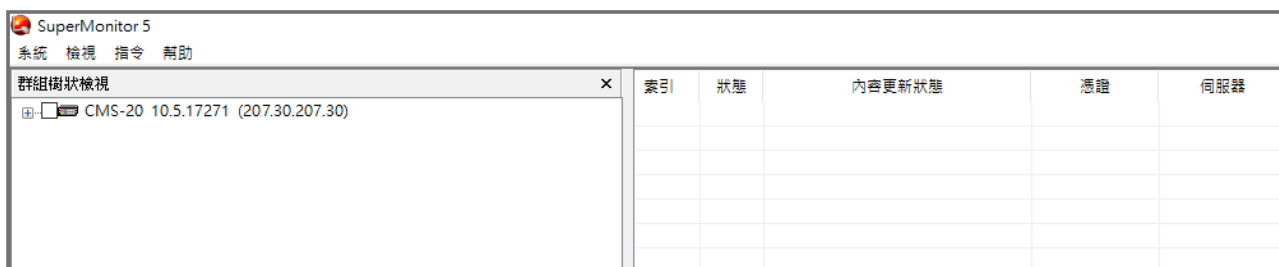 SuperMonitor 5
系統 檢視 指令 幫助
群組樹狀檢視
CMS-20 10.5.17271 (207.30.207.30)
索引 狀態 內容更新狀態 憑證 伺服器